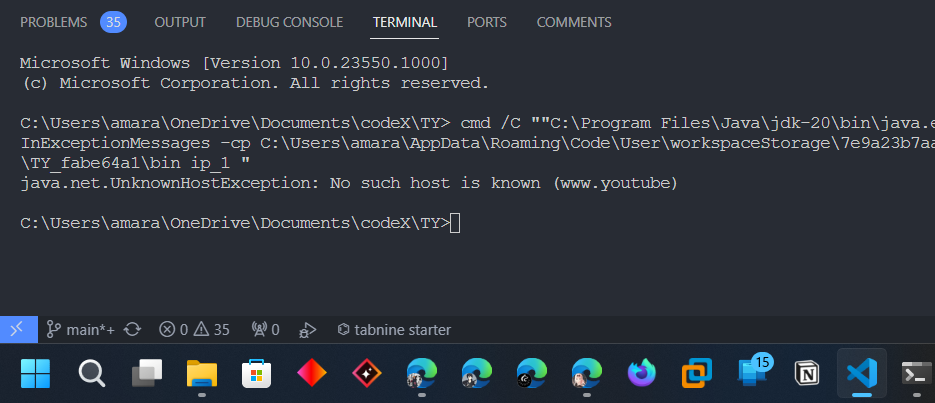 PROBLEMS 35 OUTPUT DEBUG CONSOLE TERMINAL PORTS COMMENTS
Microsoft Windows [Version 10.0.23550.1000]
(c) Microsoft Corporation. All rights reserved.
C:\Users\amara\OneDrive\Documents\codeX\TY> cmd /C ""C:\Program Files\Java\jdk-20\bin\java.e
InExceptionMessages -cp C:\Users\amara\AppData\Roaming\Code\User\workspaceStorage\7e9a23b7aa
\TY_fabe64a1\bin ip_1 "
java.net.UnknownHostException: No such host is known (www.youtube)
C:\Users\amara\OneDrive\Documents\codeX\TY>
main*+ 0 35 0 tabnine starter
15